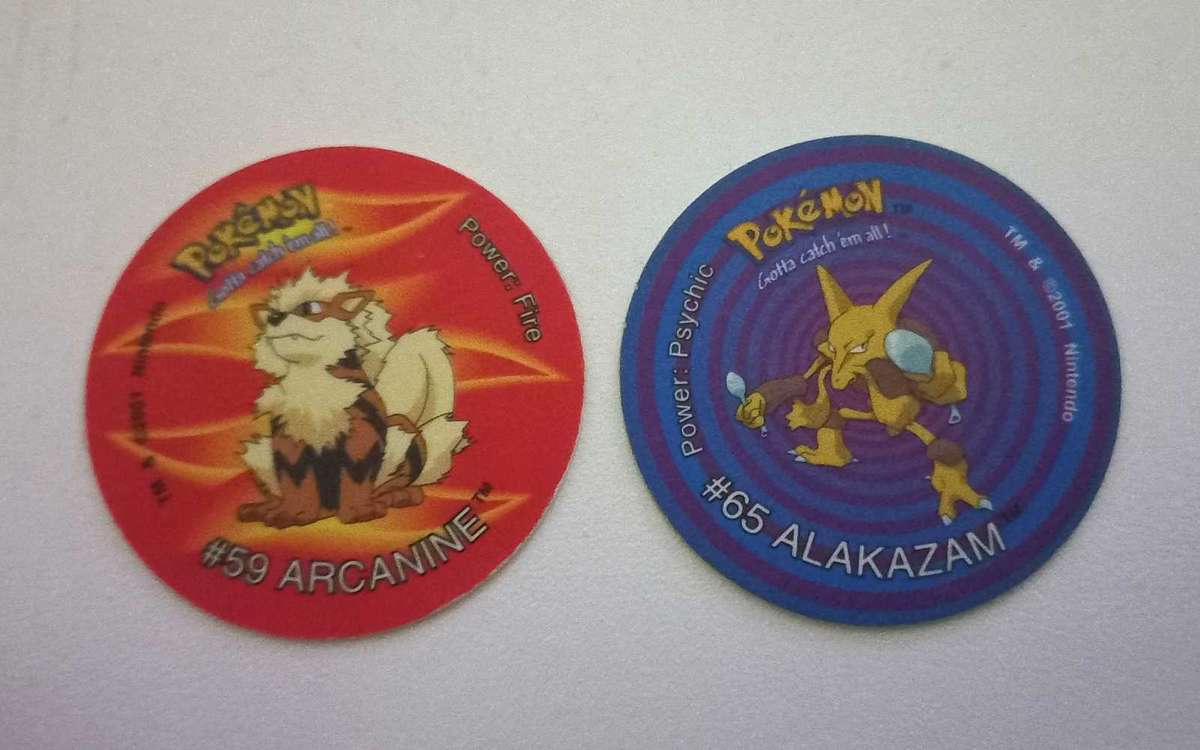 POKéMON
Gotta catch 'em all!
Power: Fire
TM & ©2001 Nintendo
#59 ARCANINE™
POKéMON™
Gotta catch 'em all!
Power: Psychic
TM & ©2001 Nintendo
#65 ALAKAZAM™